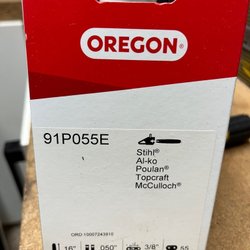 OREGON®
91P055E
Stihl®
Al-ko
Poulan®
Topcraft
McCulloch®
ORD 10007243910
16" .050" 3/8" 55